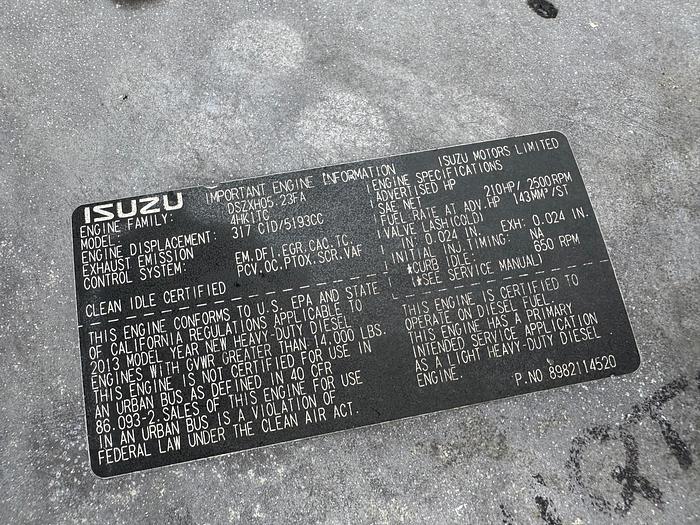 ISUZU
IMPORTANT ENGINE INFORMATION
ISUZU MOTORS LIMITED
ENGINE FAMILY: DSZXH05.23FA
MODEL: 4HK1TC
ENGINE DISPLACEMENT: 317 CID/5193CC
EXHAUST EMISSION
CONTROL SYSTEM:
EM,DFI,EGR,CAC,TC,
PCV,OC,PTOX,SCR,VAF
CLEAN IDLE CERTIFIED
ENGINE SPECIFICATIONS
ADVERTISED HP
SAE NET 210HP/ 2500RPM
FUEL RATE AT ADV.HP 143MM³/ST
VALVE LASH(COLD)
IN: 0.024 IN. EXH: 0.024 IN.
INITIAL INJ.TIMING: NA
*CURB IDLE: 850 RPM
(*SEE SERVICE MANUAL)
THIS ENGINE CONFORMS TO U.S. EPA AND STATE
OF CALIFORNIA REGULATIONS APPLICABLE TO
2013 MODEL YEAR NEW HEAVY-DUTY DIESEL
ENGINES WITH GVWR GREATER THAN 14,000 LBS.
THIS ENGINE IS NOT CERTIFIED FOR USE IN
AN URBAN BUS AS DEFINED IN 40 CFR
86.093-2.SALES OF THIS ENGINE FOR USE
IN AN URBAN BUS IS A VIOLATION OF
FEDERAL LAW UNDER THE CLEAN AIR ACT.
THIS ENGINE IS CERTIFIED TO
OPERATE ON DIESEL FUEL.
THIS ENGINE HAS A PRIMARY
INTENDED SERVICE APPLICATION
AS A LIGHT HEAVY-DUTY DIESEL
ENGINE.
P.NO 8982114520